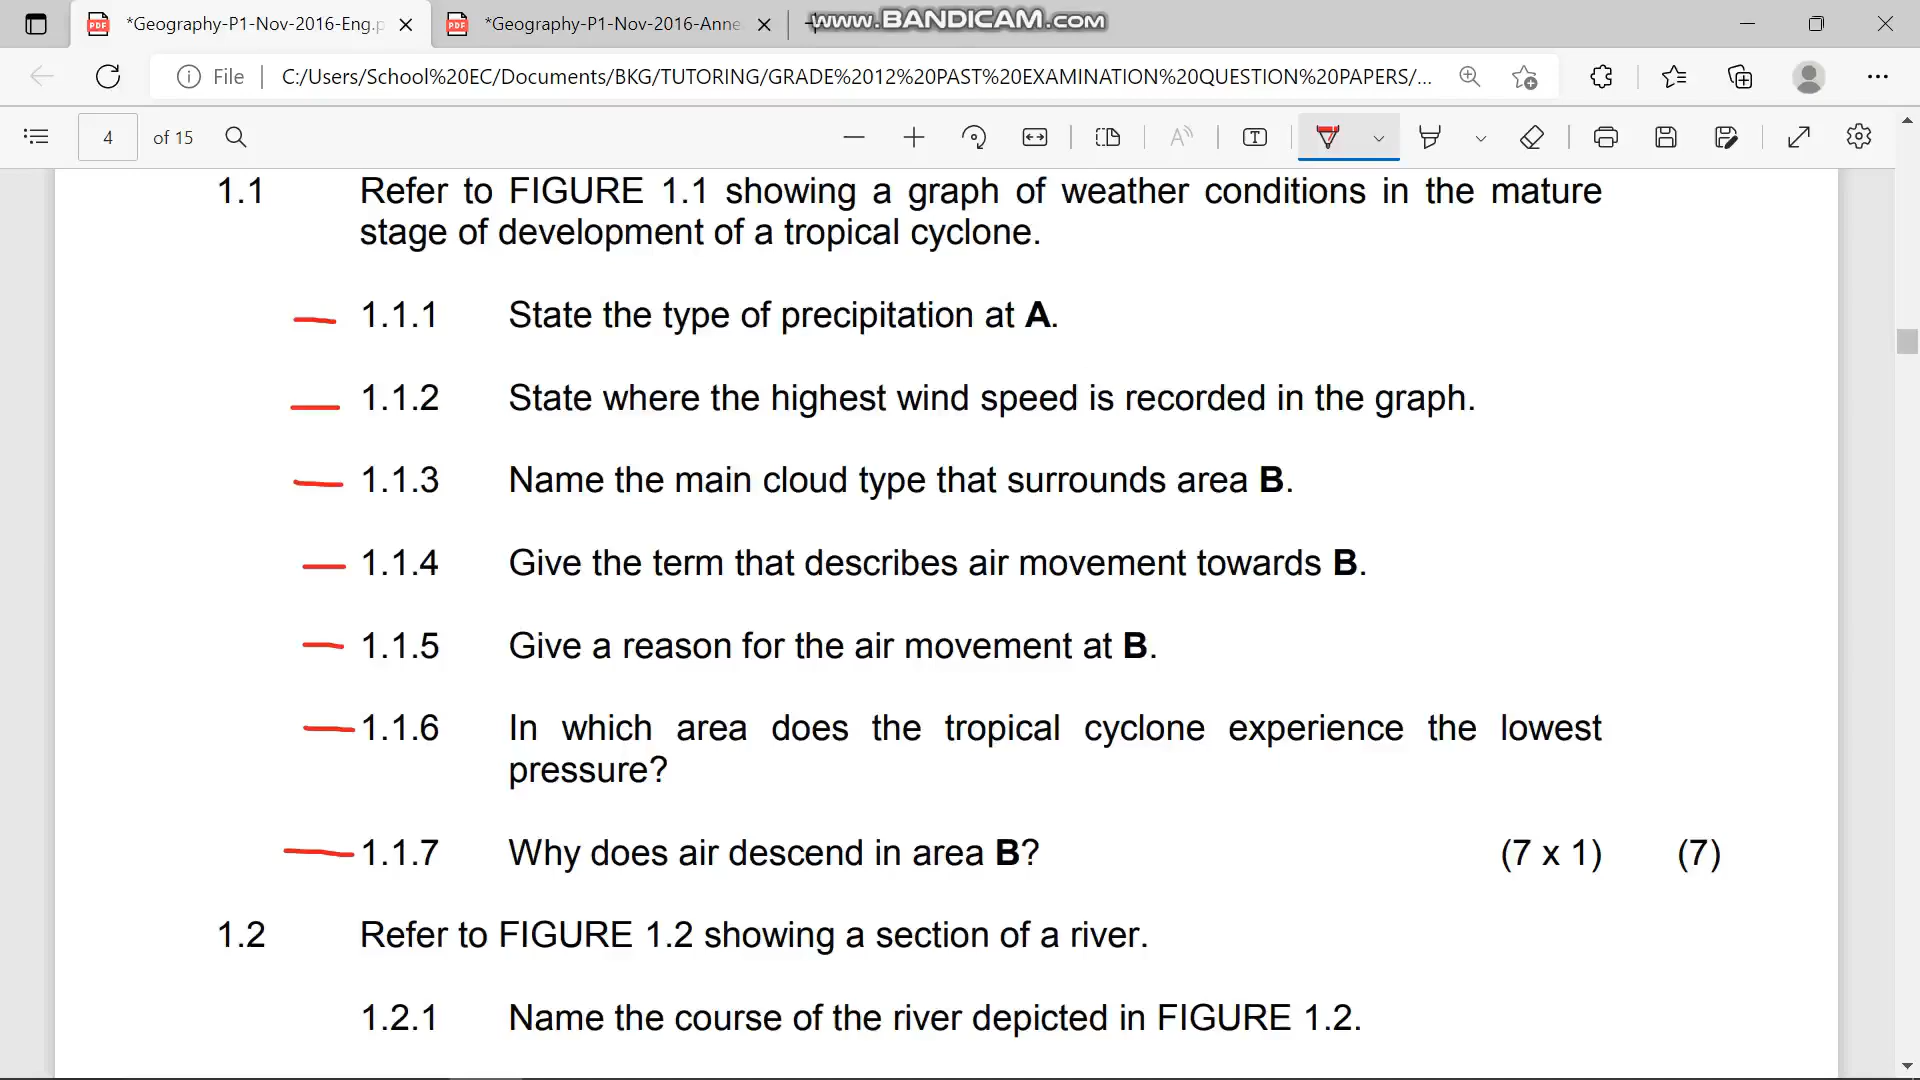 *Geography-P1-Nov-2016-Eng.p
*Geography-P1-Nov-2016-Anne
www.BANDICAM.com
File
C:/Users/School%20EC/Documents/BKG/TUTORING/GRADE%2012%20PAST%20EXAMINATION%20QUESTION%20PAPERS/...
4 of 15
1.1 Refer to FIGURE 1.1 showing a graph of weather conditions in the mature
stage of development of a tropical cyclone.
1.1.1 State the type of precipitation at A.
1.1.2 State where the highest wind speed is recorded in the graph.
1.1.3 Name the main cloud type that surrounds area B.
1.1.4 Give the term that describes air movement towards B.
1.1.5 Give a reason for the air movement at B.
1.1.6 In which area does the tropical cyclone experience the lowest
pressure?
1.1.7 Why does air descend in area B? (7 x 1) (7)
1.2 Refer to FIGURE 1.2 showing a section of a river.
1.2.1 Name the course of the river depicted in FIGURE 1.2.